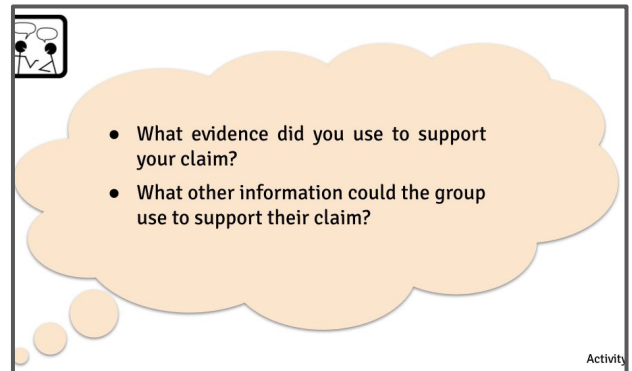 ● What evidence did you use to support
your claim?
● What other information could the group
use to support their claim?
Activity